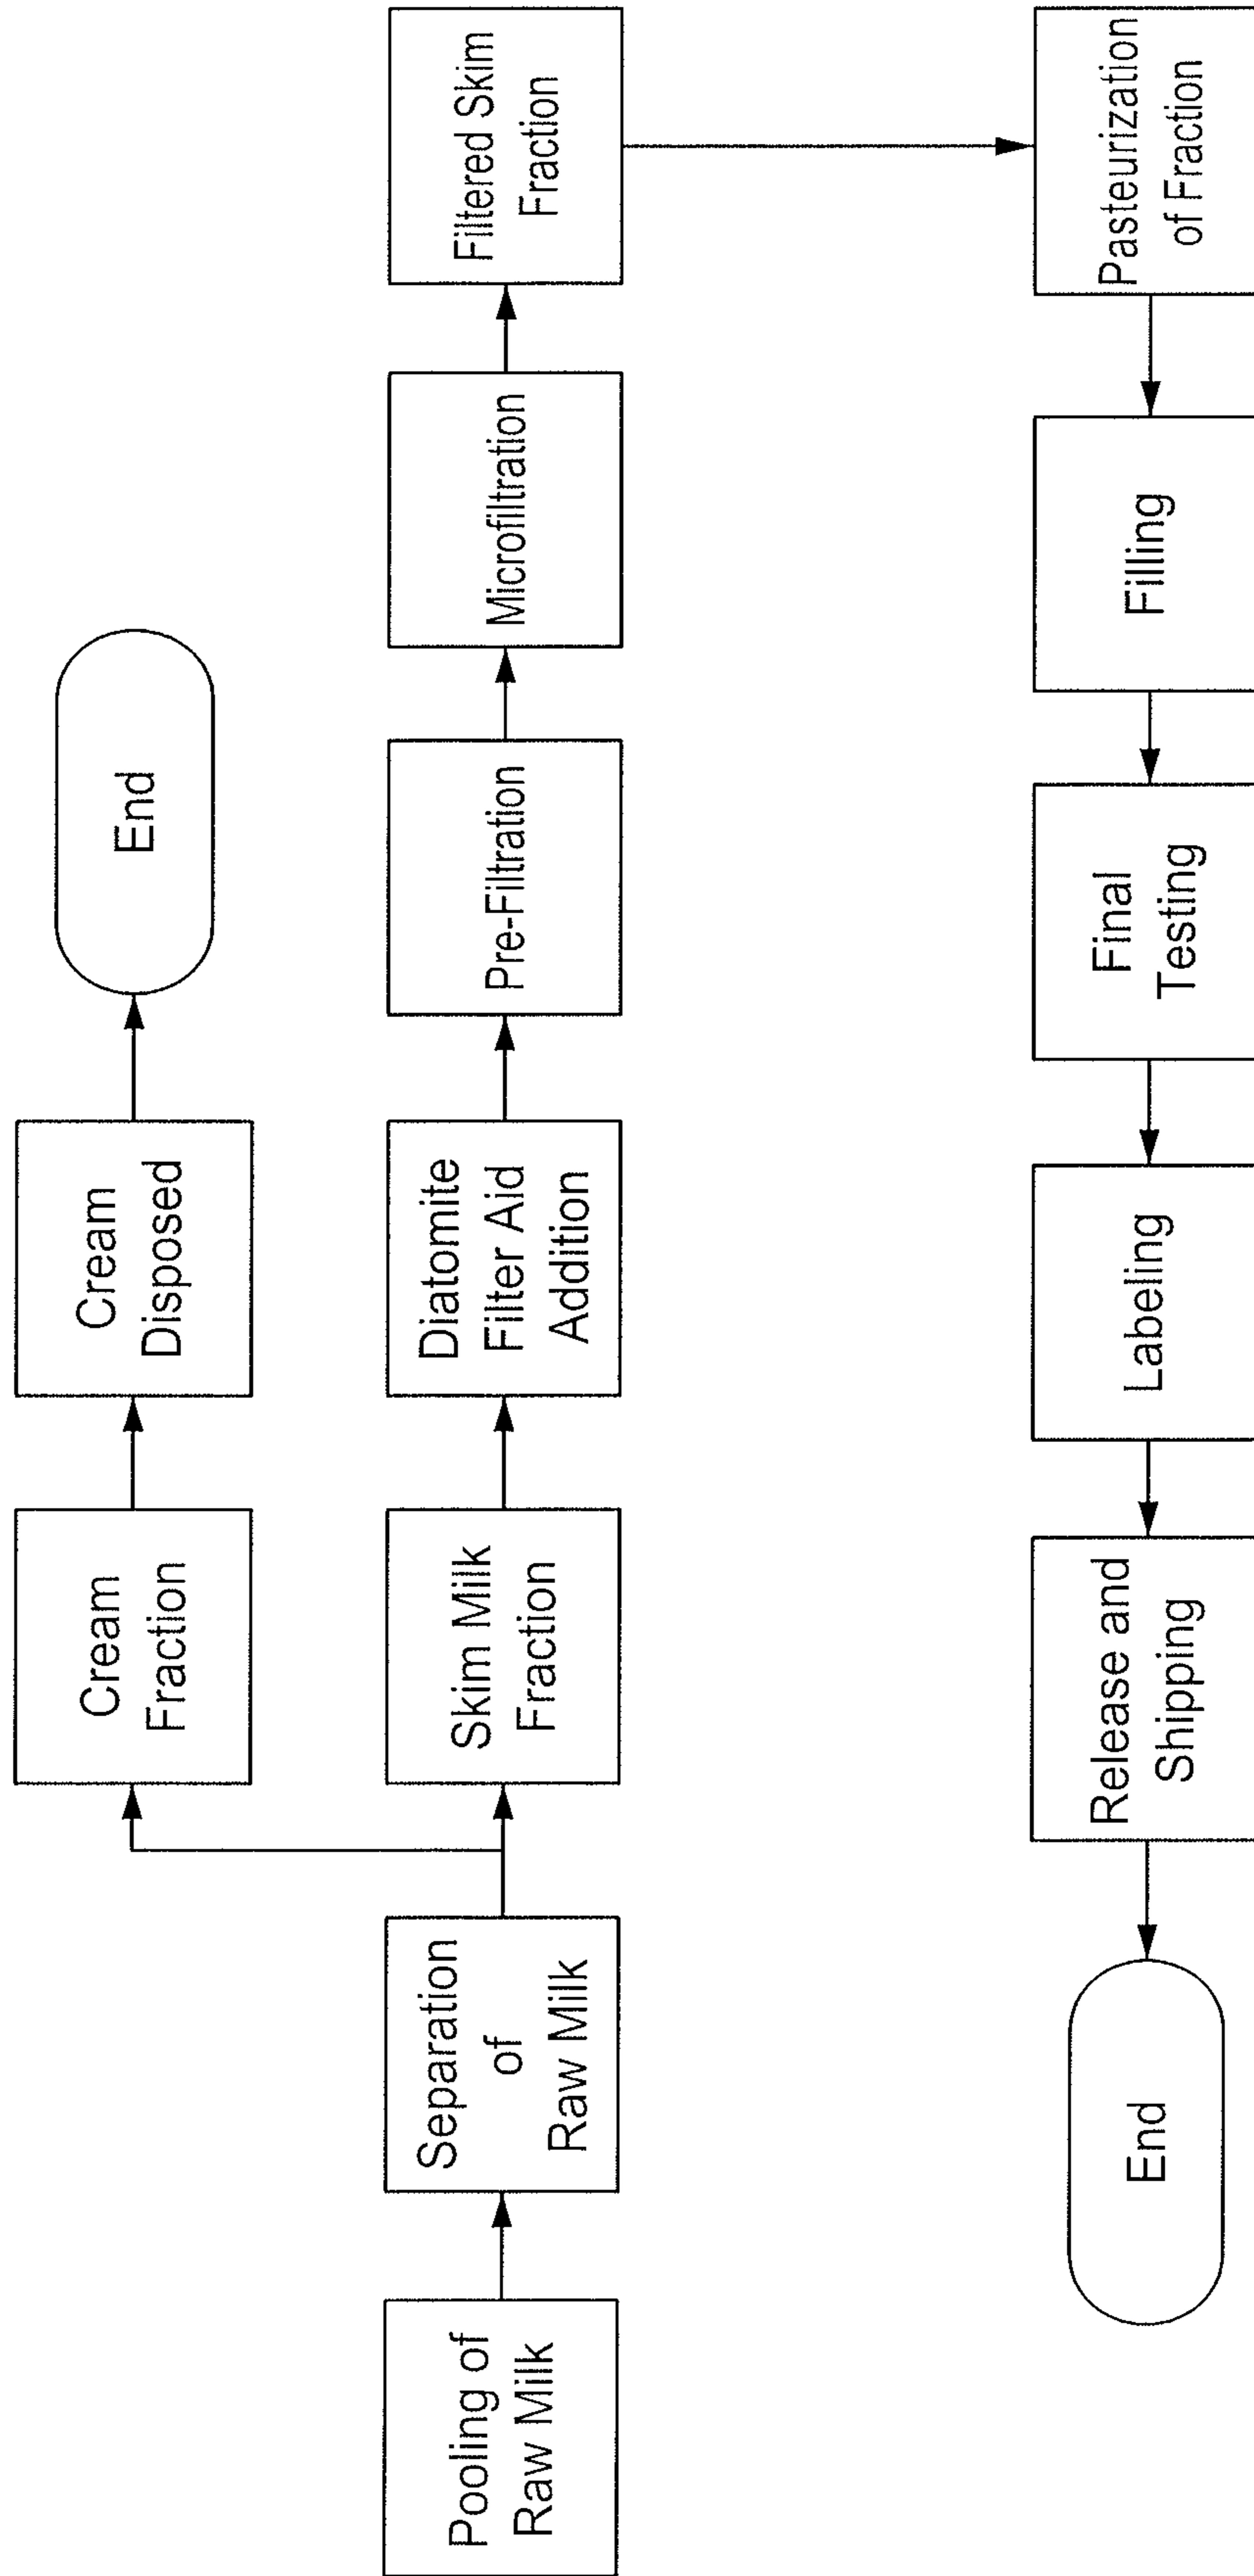 Cream
Fraction
Cream
Disposed
End
Pooling of
Raw Milk
Separation
of
Raw Milk
Skim Milk
Fraction
Diatomite
Filter Aid
Addition
Pre-Filtration
Microfiltration
Filtered Skim
Fraction
Pasteurization
of Fraction
Filling
Final
Testing
Labeling
Release and
Shipping
End